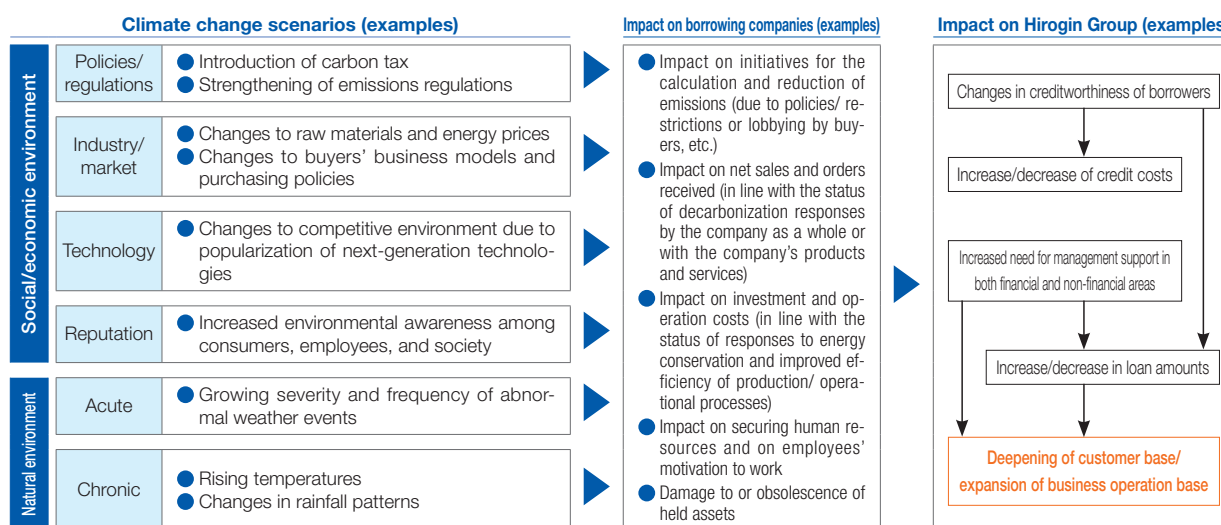 Climate change scenarios (examples)
Impact on borrowing companies (examples)
Impact on Hirogin Group (examples
Social/economic environment
Policies/
regulations
Introduction of carbon tax
Strengthening of emissions regulations
Industry/
market
Changes to raw materials and energy prices
Changes to buyers' business models and
purchasing policies
Technology
Changes to competitive environment due to
popularization of next-generation technolo-
gies
Reputation
Increased environmental awareness among
consumers, employees, and society
Natural environment
Acute
Growing severity and frequency of abnor-
mal weather events
Chronic
Rising temperatures
Changes in rainfall patterns
Impact on initiatives for the
calculation and reduction of
emissions (due to policies/ re-
strictions or lobbying by buy-
ers, etc.)
Impact on net sales and orders
received (in line with the status
of decarbonization responses
by the company as a whole or
with the company's products
and services)
Impact on investment and op-
eration costs (in line with the
status of responses to energy
conservation and improved ef-
ficiency of production/ opera-
tional processes)
Impact on securing human re-
sources and on employees'
motivation to work
Damage to or obsolescence of
held assets
Changes in creditworthiness of borrowers
Increase/decrease of credit costs
Increased need for management support in
both financial and non-financial areas
Increase/decrease in loan amounts
Deepening of customer base/
expansion of business operation base